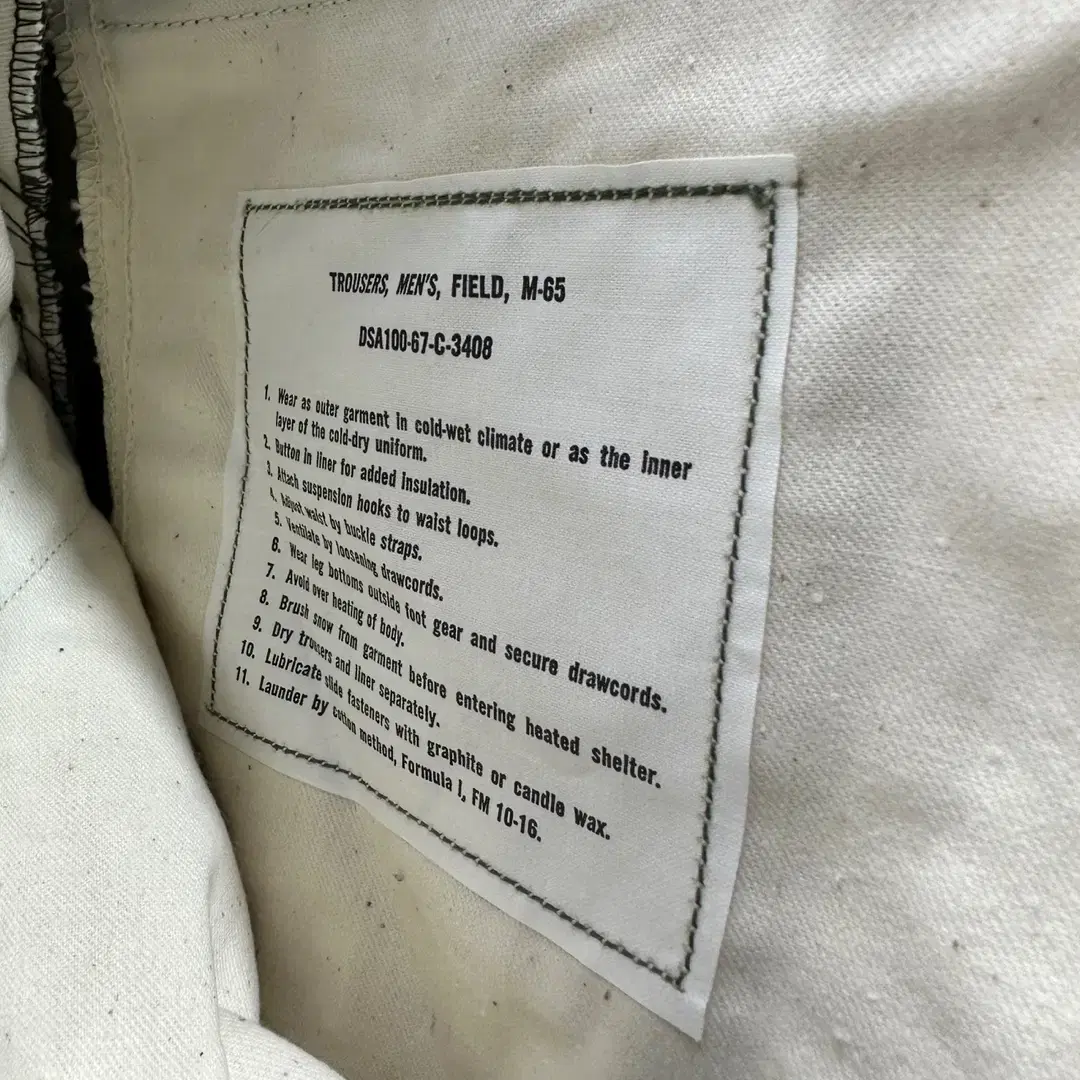 TROUSERS, MEN'S, FIELD, M-65
DSA100-67-C-3408
1. Wear as outer garment in cold-wet climate or as the inner
layer of the cold-dry uniform.
2. Button in liner for added insulation.
3. Attach suspension hooks to waist loops.
4. Adjust waist by buckle straps.
5. Ventilate by loosening drawcords.
6. Wear leg bottoms outside foot gear and secure drawcords.
7. Avoid over heating of body.
8. Brush snow from garment before entering heated shelter.
9. Dry trousers and liner separately.
10. Lubricate slide fasteners with graphite or candle wax.
11. Launder by cotton method, Formula I, FM 10-16.